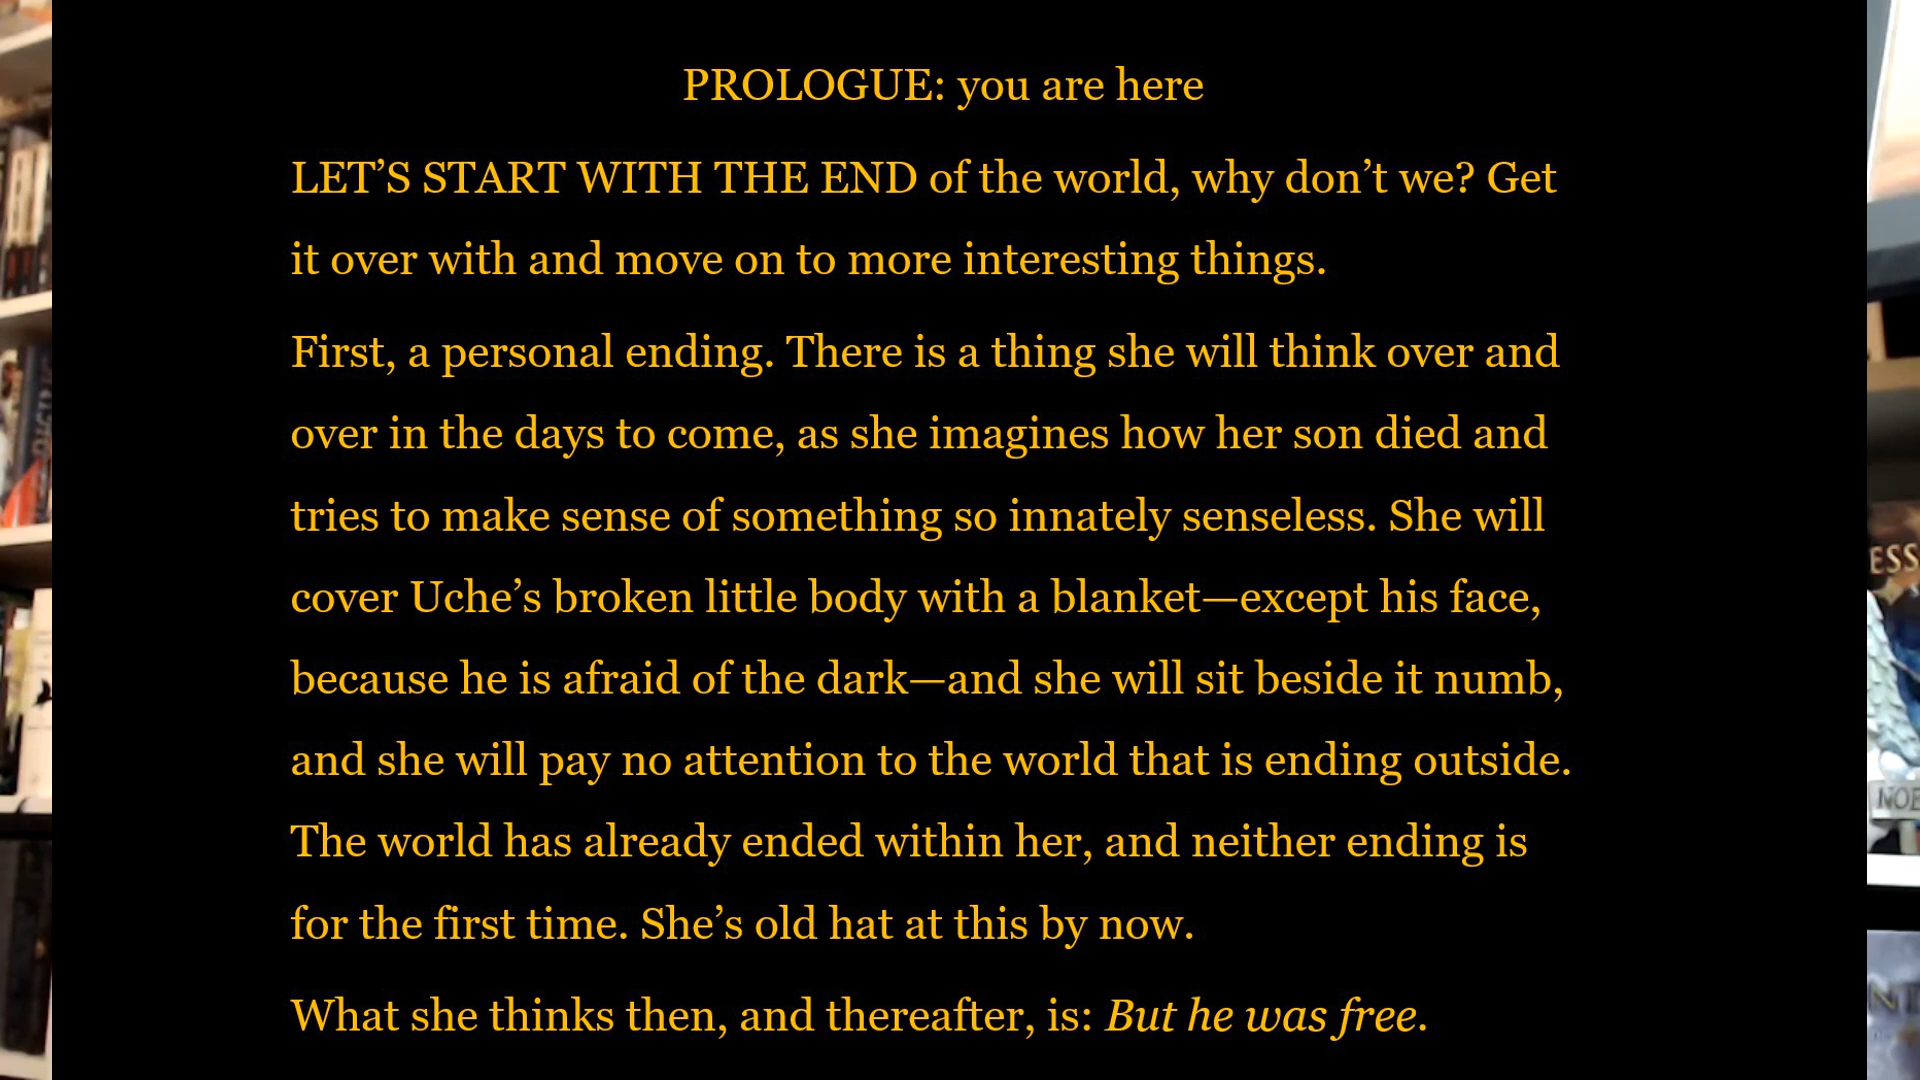 PROLOGUE: you are here
LET’S START WITH THE END of the world, why don’t we? Get
it over with and move on to more interesting things.
First, a personal ending. There is a thing she will think over and
over in the days to come, as she imagines how her son died and
tries to make sense of something so innately senseless. She will
cover Uche’s broken little body with a blanket—except his face,
because he is afraid of the dark—and she will sit beside it numb,
and she will pay no attention to the world that is ending outside.
The world has already ended within her, and neither ending is
for the first time. She’s old hat at this by now.
What she thinks then, and thereafter, is: But he was free.
ESS
NOE